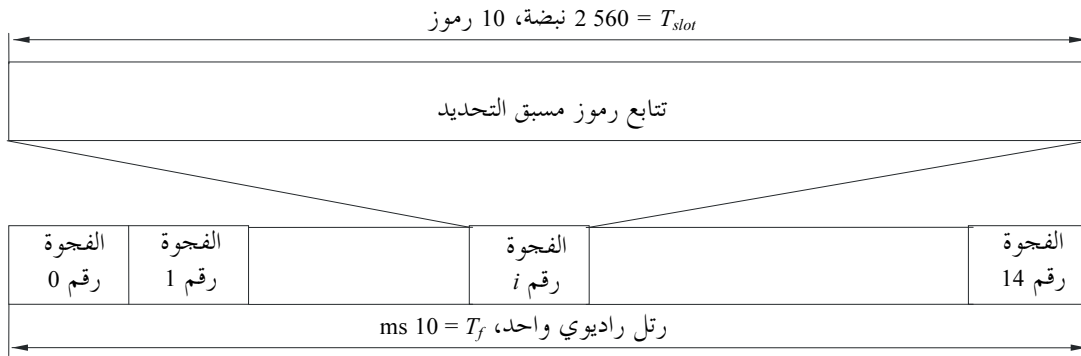 2 560 = T_slot نبضة، 10 رموز
تتابع رموز مسبق التحديد
الفجوة
رقم 0
الفجوة
رقم 1
الفجوة
رقم i
الفجوة
رقم 14
رتل راديوي واحد، ms 10 = T_f